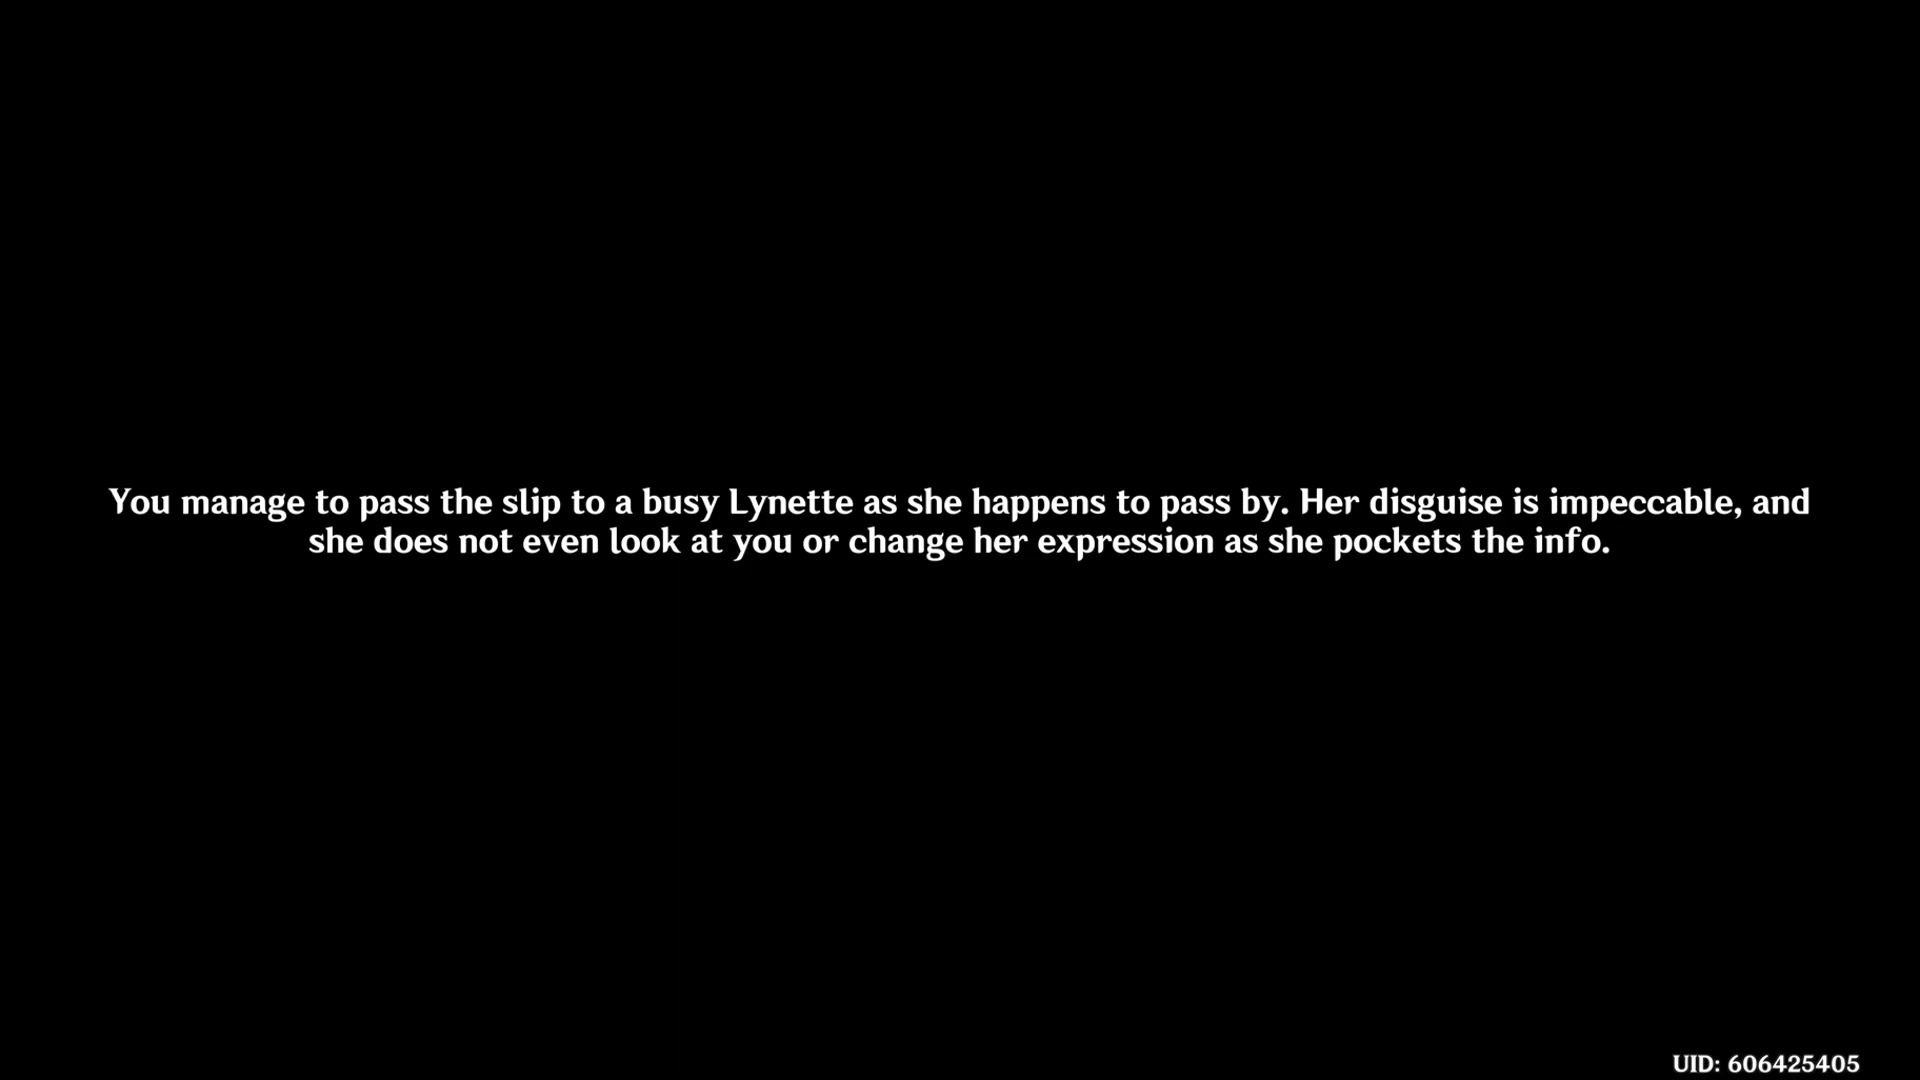 You manage to pass the slip to a busy Lynette as she happens to pass by. Her disguise is impeccable, and
she does not even look at you or change her expression as she pockets the info.
UID: 606425405